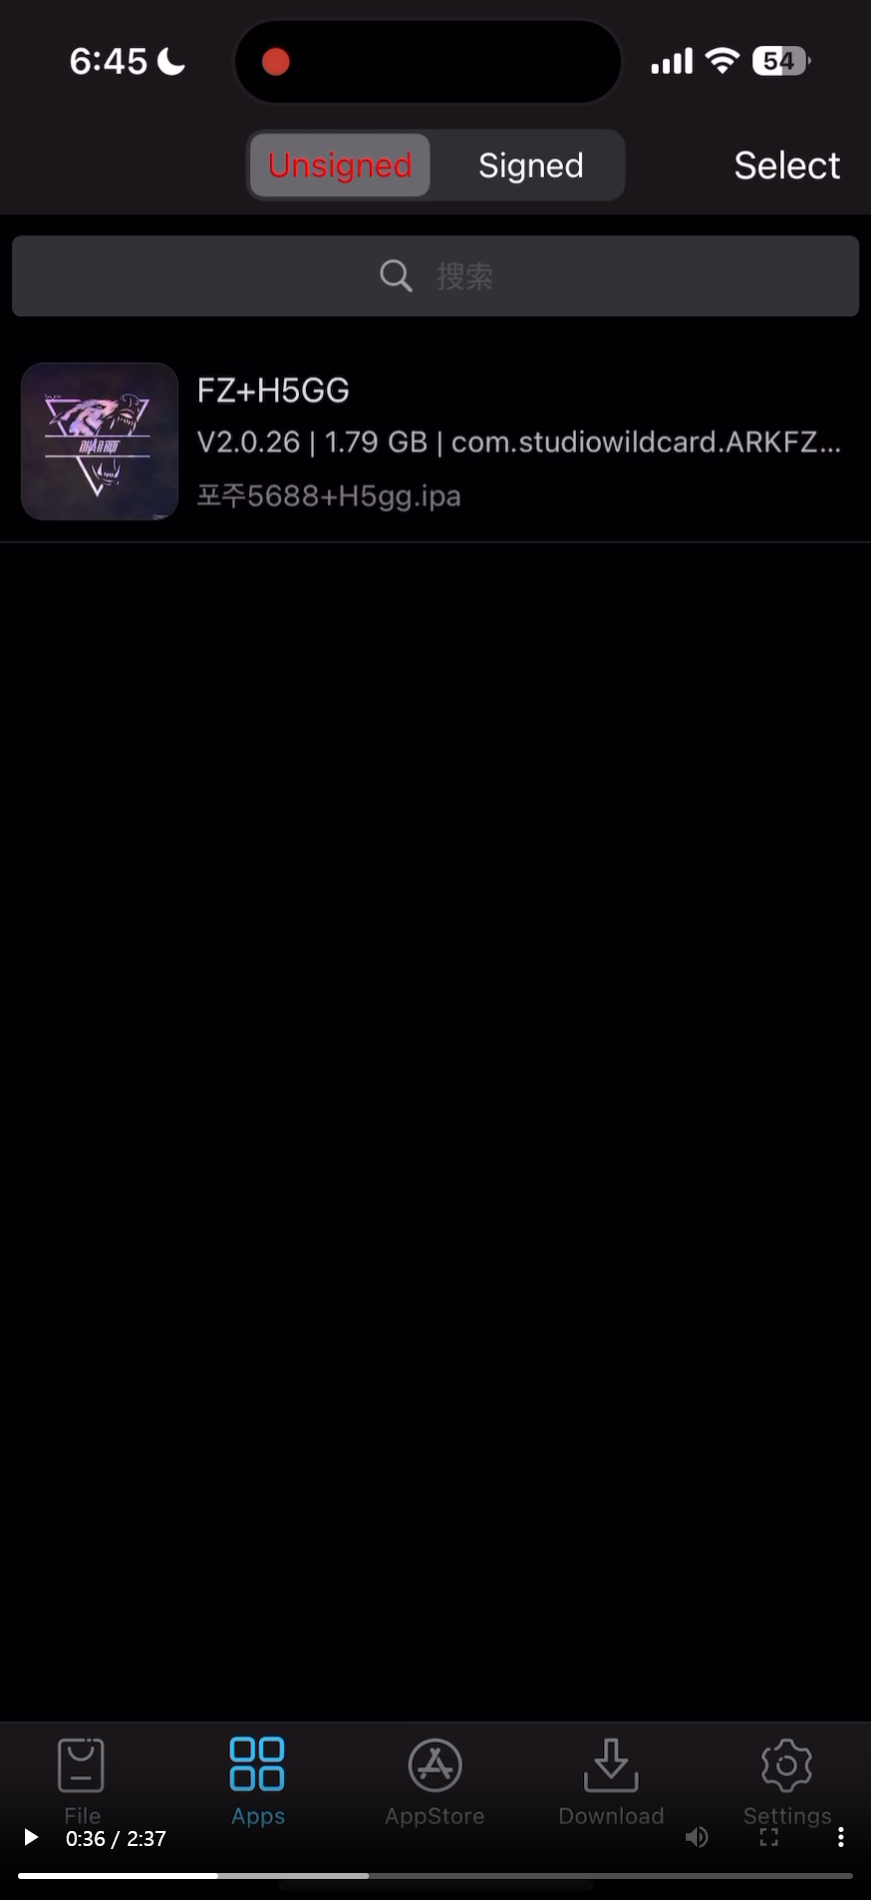 6:45
54
Unsigned
Signed
Select
搜索
FZ+H5GG
V2.0.26 | 1.79 GB | com.studiowildcard.ARKFZ...
포주5688+H5gg.ipa
File
Apps
AppStore
Download
Settings
0:36 / 2:37